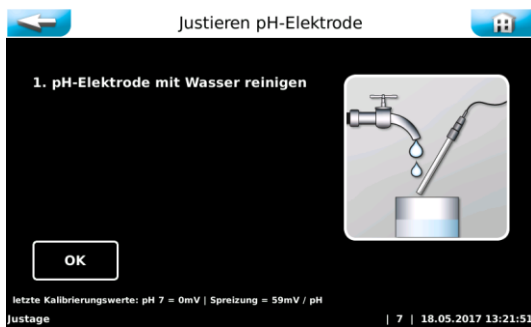 Justieren pH-Elektrode
1. pH-Elektrode mit Wasser reinigen
OK
letzte Kalibrierungswerte: pH 7 = 0mV | Spreizung = 59mV / pH
Justage | 7 | 18.05.2017 13:21:51